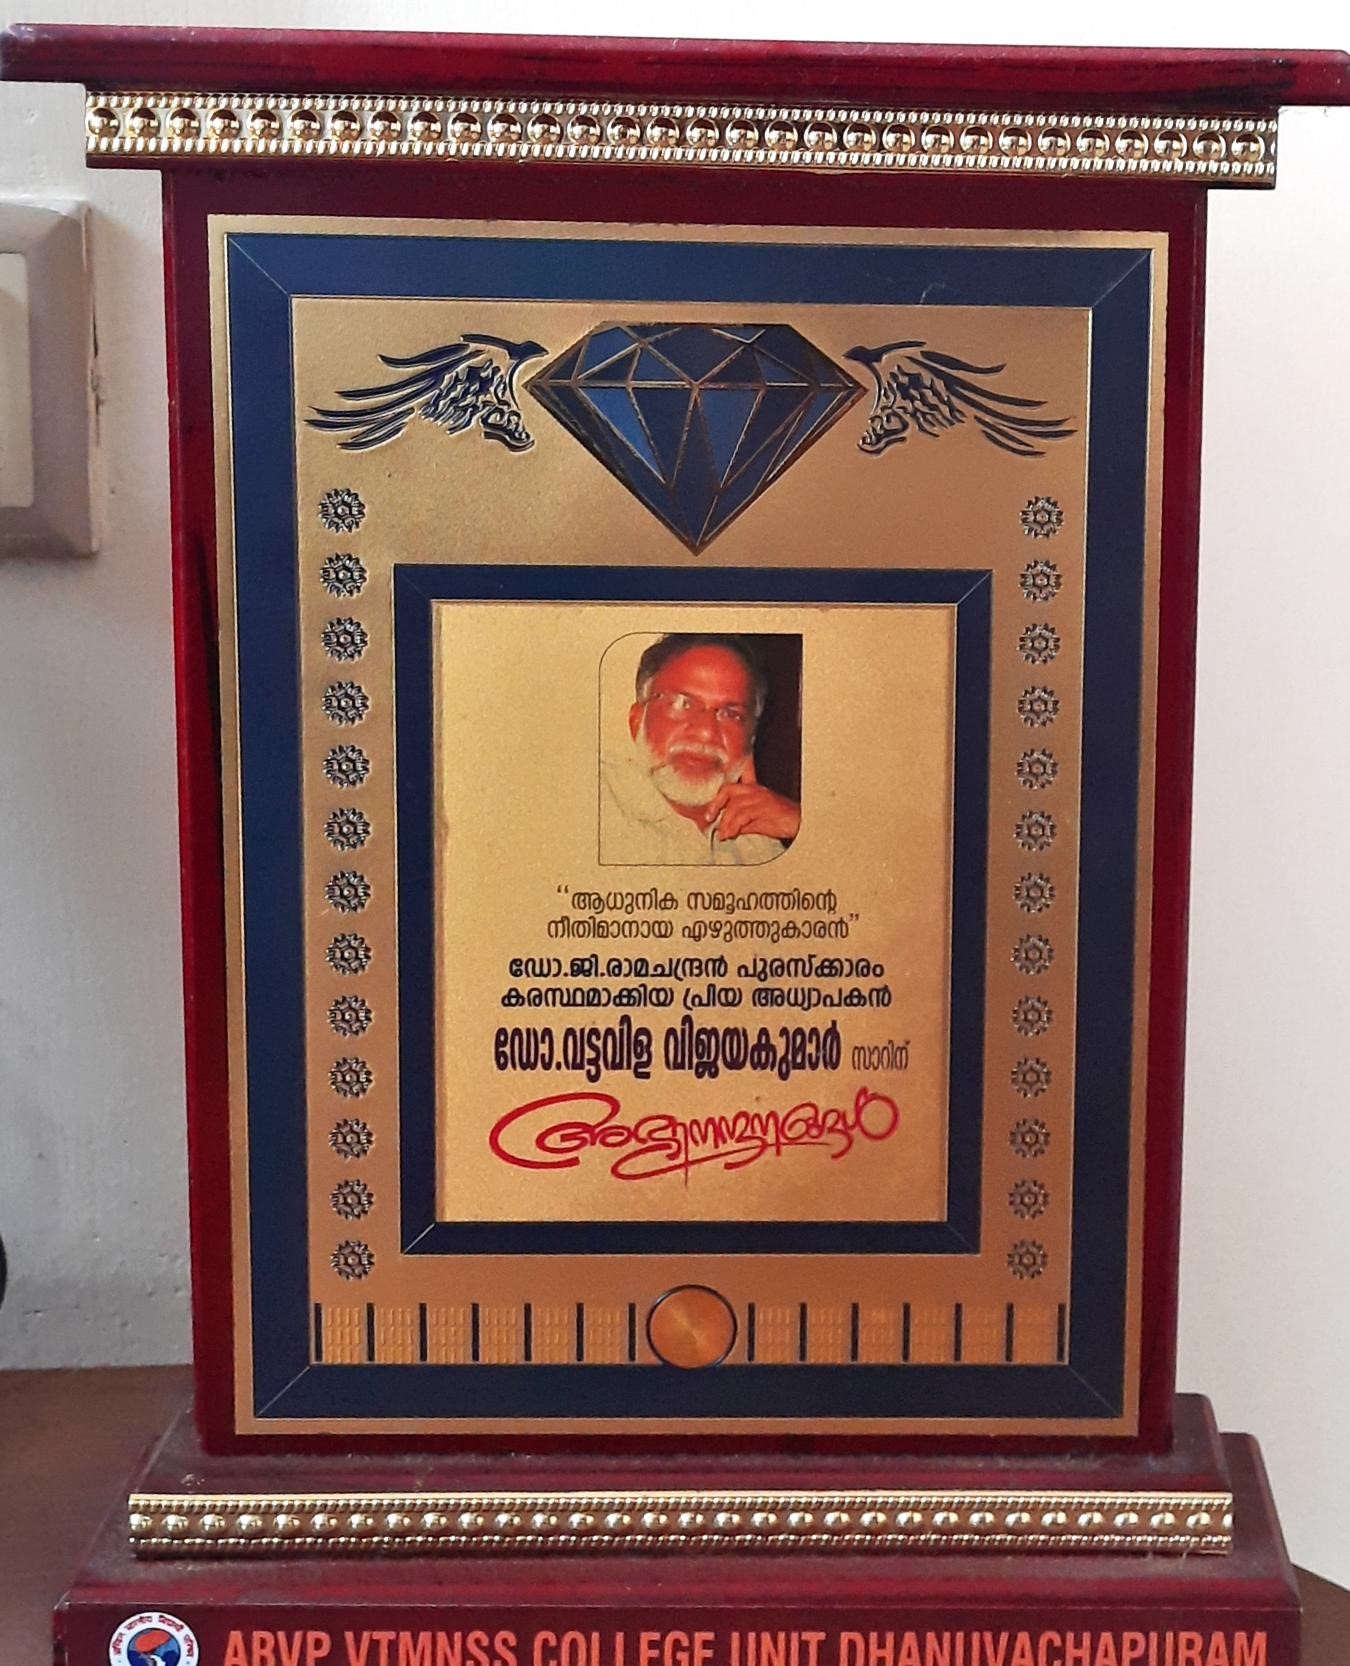 “ആധുനിക സമൂഹത്തിന്റെ
നീതിമാനായ എഴുത്തുകാരൻ”
ഡോ.ജി.രാമചന്ദ്രൻ പുരസ്ക്കാരം
കരസ്ഥമാക്കിയ പ്രിയ അധ്യാപകൻ
ഡോ.വട്ടവിള വിജയകുമാർ സാറിന്
അഭിനന്ദനങ്ങൾ
ABVP VTMNSS COLLEGE UNIT DHANUVACHAPURAM